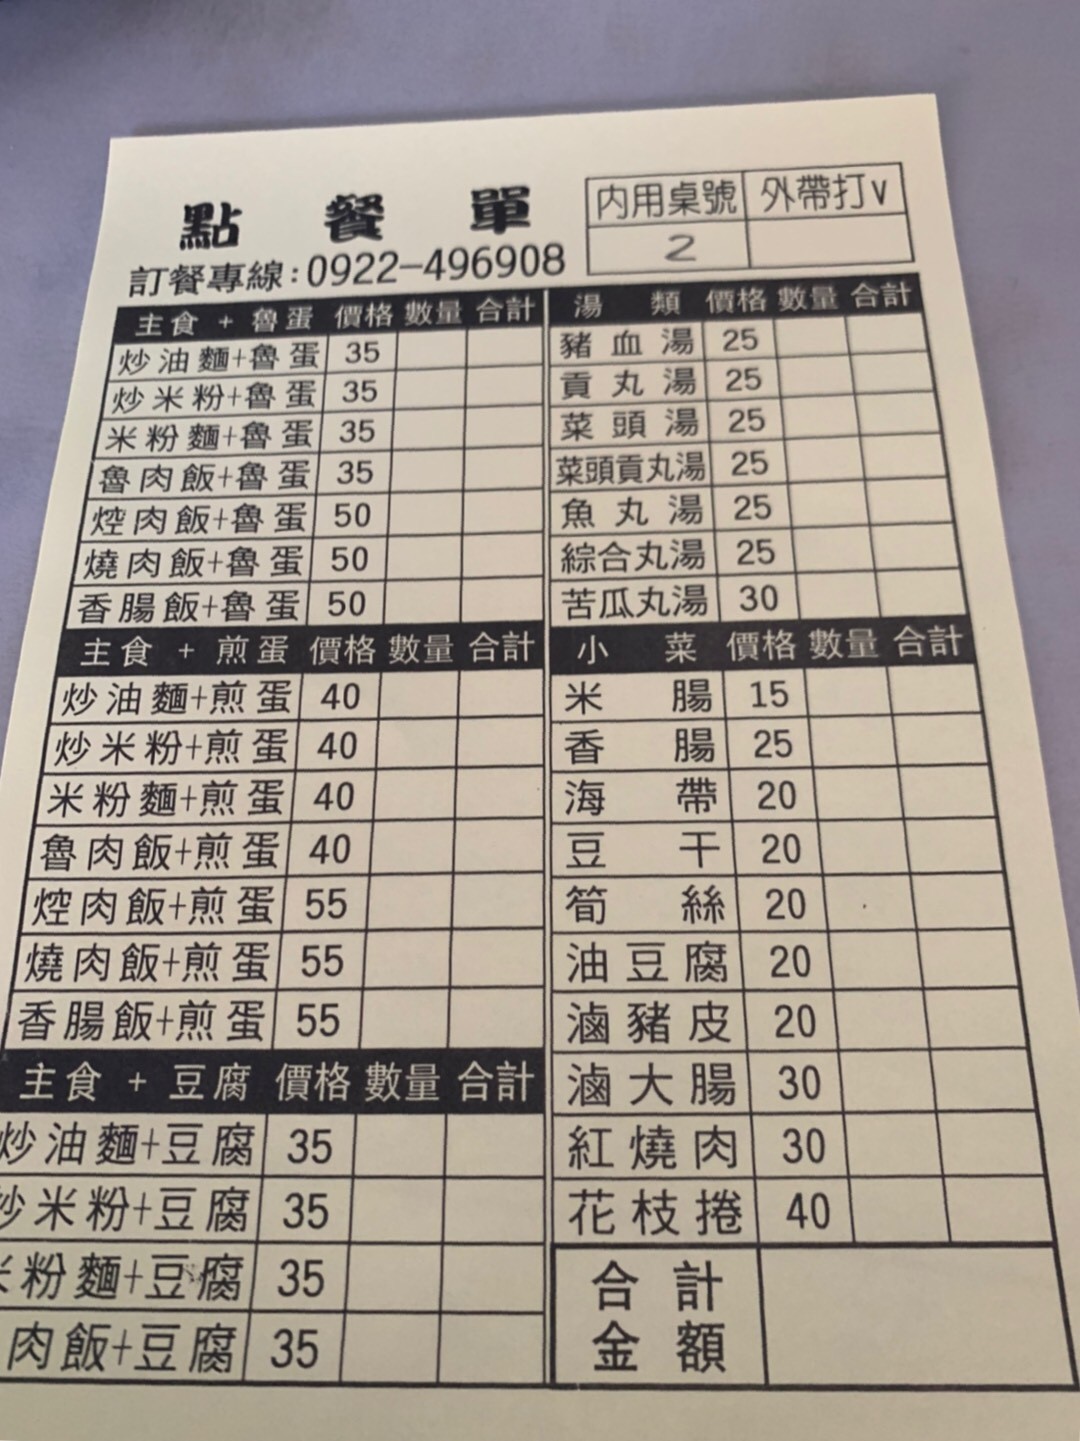 點餐單
內用桌號 外帶打V
2
訂餐專線:0922-496908
主食+魯蛋 價格 數量 合計
炒油麵+魯蛋 35
炒米粉+魯蛋 35
米粉麵+魯蛋 35
魯肉飯+魯蛋 35
焢肉飯+魯蛋 50
燒肉飯+魯蛋 50
香腸飯+魯蛋 50
主食+煎蛋 價格 數量 合計
炒油麵+煎蛋 40
炒米粉+煎蛋 40
米粉麵+煎蛋 40
魯肉飯+煎蛋 40
焢肉飯+煎蛋 55
燒肉飯+煎蛋 55
香腸飯+煎蛋 55
主食+豆腐 價格 數量 合計
炒油麵+豆腐 35
炒米粉+豆腐 35
米粉麵+豆腐 35
肉飯+豆腐 35
湯類 價格 數量 合計
豬血湯 25
貢丸湯 25
菜頭湯 25
菜頭貢丸湯 25
魚丸湯 25
綜合丸湯 25
苦瓜丸湯 30
小菜 價格 數量 合計
米腸 15
香腸 25
海帶 20
豆干 20
筍絲 20
油豆腐 20
滷豬皮 20
滷大腸 30
紅燒肉 30
花枝捲 40
合計
金額